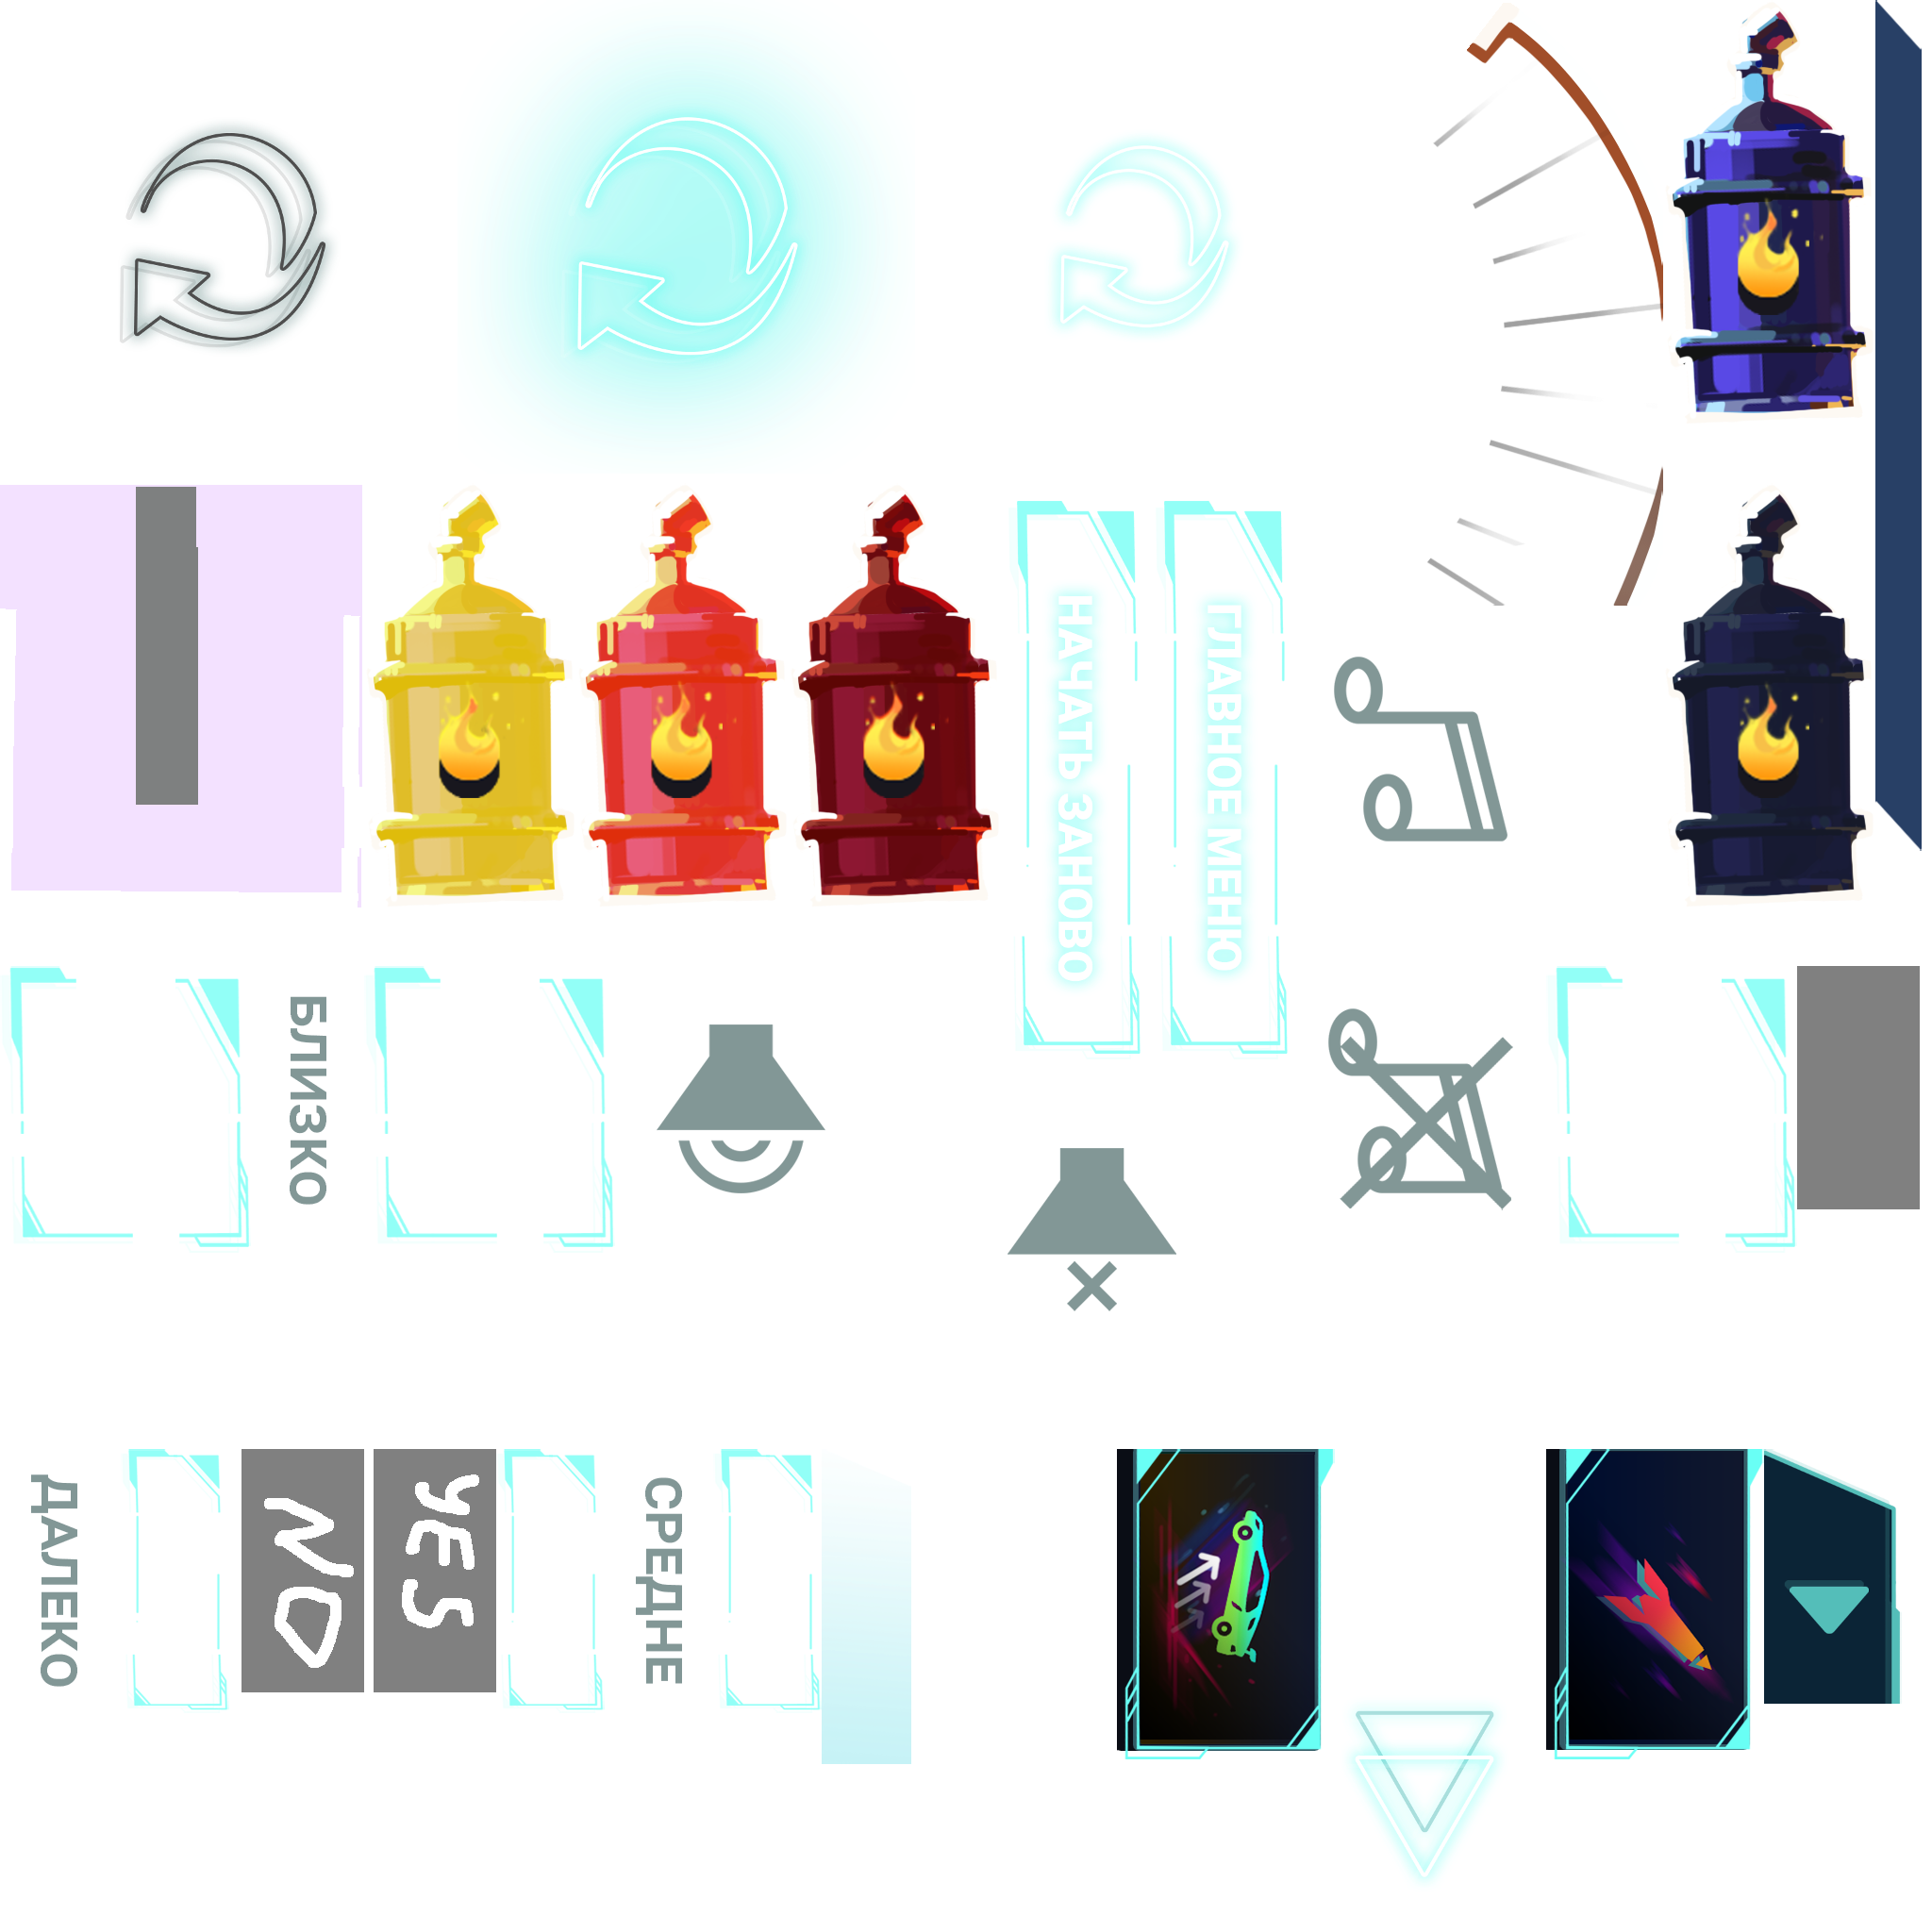 НАЧАТЬ ЗАНОВО
ГЛАВНОЕ МЕНЮ
БЛИЗКО
ДАЛЕКО
NO
YES
СРЕДНЕ